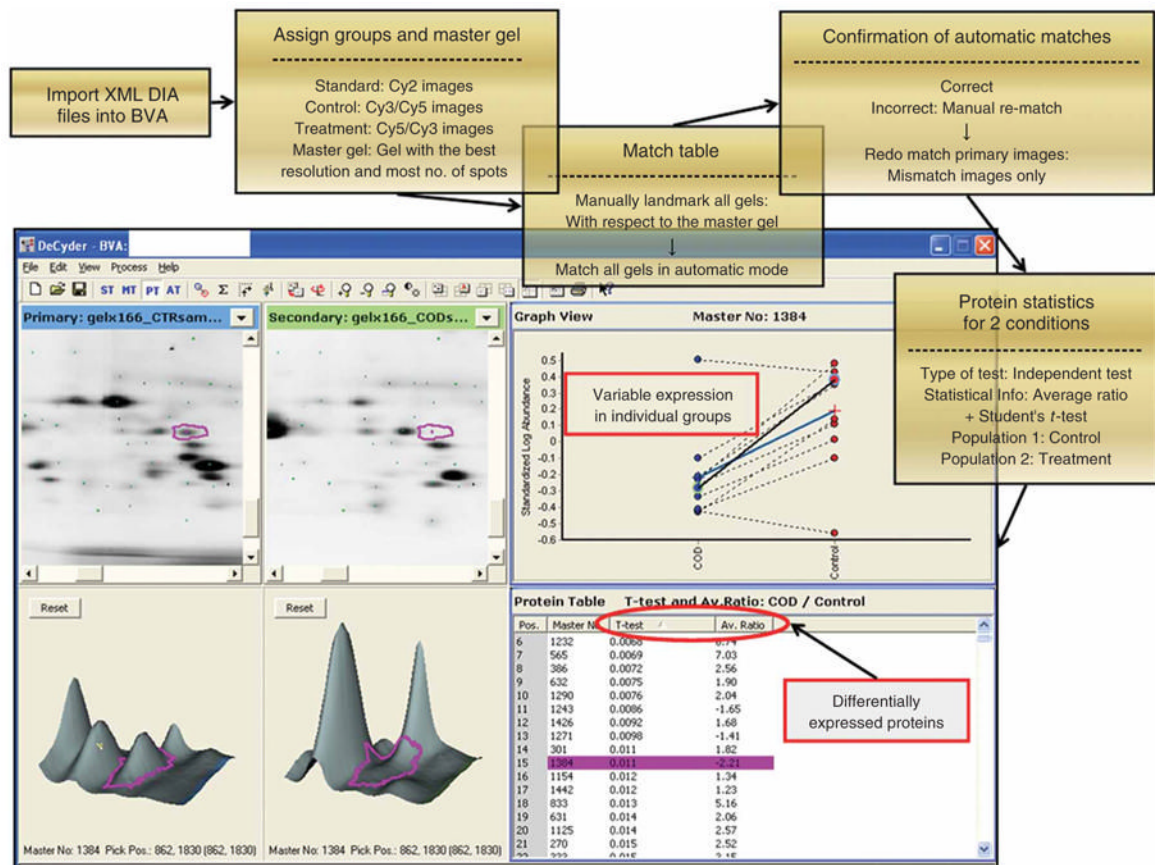 Import XML DIA
files into BVA
Assign groups and master gel
Standard: Cy2 images
Control: Cy3/Cy5 images
Treatment: Cy5/Cy3 images
Master gel: Gel with the best
resolution and most no. of spots
Match table
Manually landmark all gels:
With respect to the master gel
↓
Match all gels in automatic mode
Confirmation of automatic matches
Correct
Incorrect: Manual re-match
↓
Redo match primary images:
Mismatch images only
Protein statistics
for 2 conditions
Type of test: Independent test
Statistical Info: Average ratio
+ Student's t-test
Population 1: Control
Population 2: Treatment
DeCyder - BVA:
File Edit View Process Help
ST MT PT AT Σ
Primary: gelx166_CTRsam...
Secondary: gelx166_CODs...
Graph View Master No: 1384
Standardized Log Abundance
0.5
0.4
0.3
0.2
0.1
0
-0.1
-0.2
-0.3
-0.4
-0.5
-0.6
COD
Control
Variable expression
in individual groups
Reset
Reset
Master No: 1384 Pick Pos.: 862, 1830 (862, 1830)
Master No: 1384 Pick Pos.: 862, 1830 (862, 1830)
Protein Table T-test and Av.Ratio: COD / Control
Pos. Master N T-test Av. Ratio
6 1232 0.0068
7 565 0.0069 7.03
8 386 0.0072 2.56
9 632 0.0075 1.90
10 1290 0.0076 2.04
11 1243 0.0086 -1.65
12 1426 0.0092 1.68
13 1271 0.0098 -1.41
14 301 0.011 1.82
15 1384 0.011 -2.21
16 1154 0.012 1.34
17 1442 0.012 1.23
18 833 0.013 5.16
19 631 0.014 2.06
20 1125 0.014 2.57
21 270 0.015 2.52
22 0.015
Differentially
expressed proteins